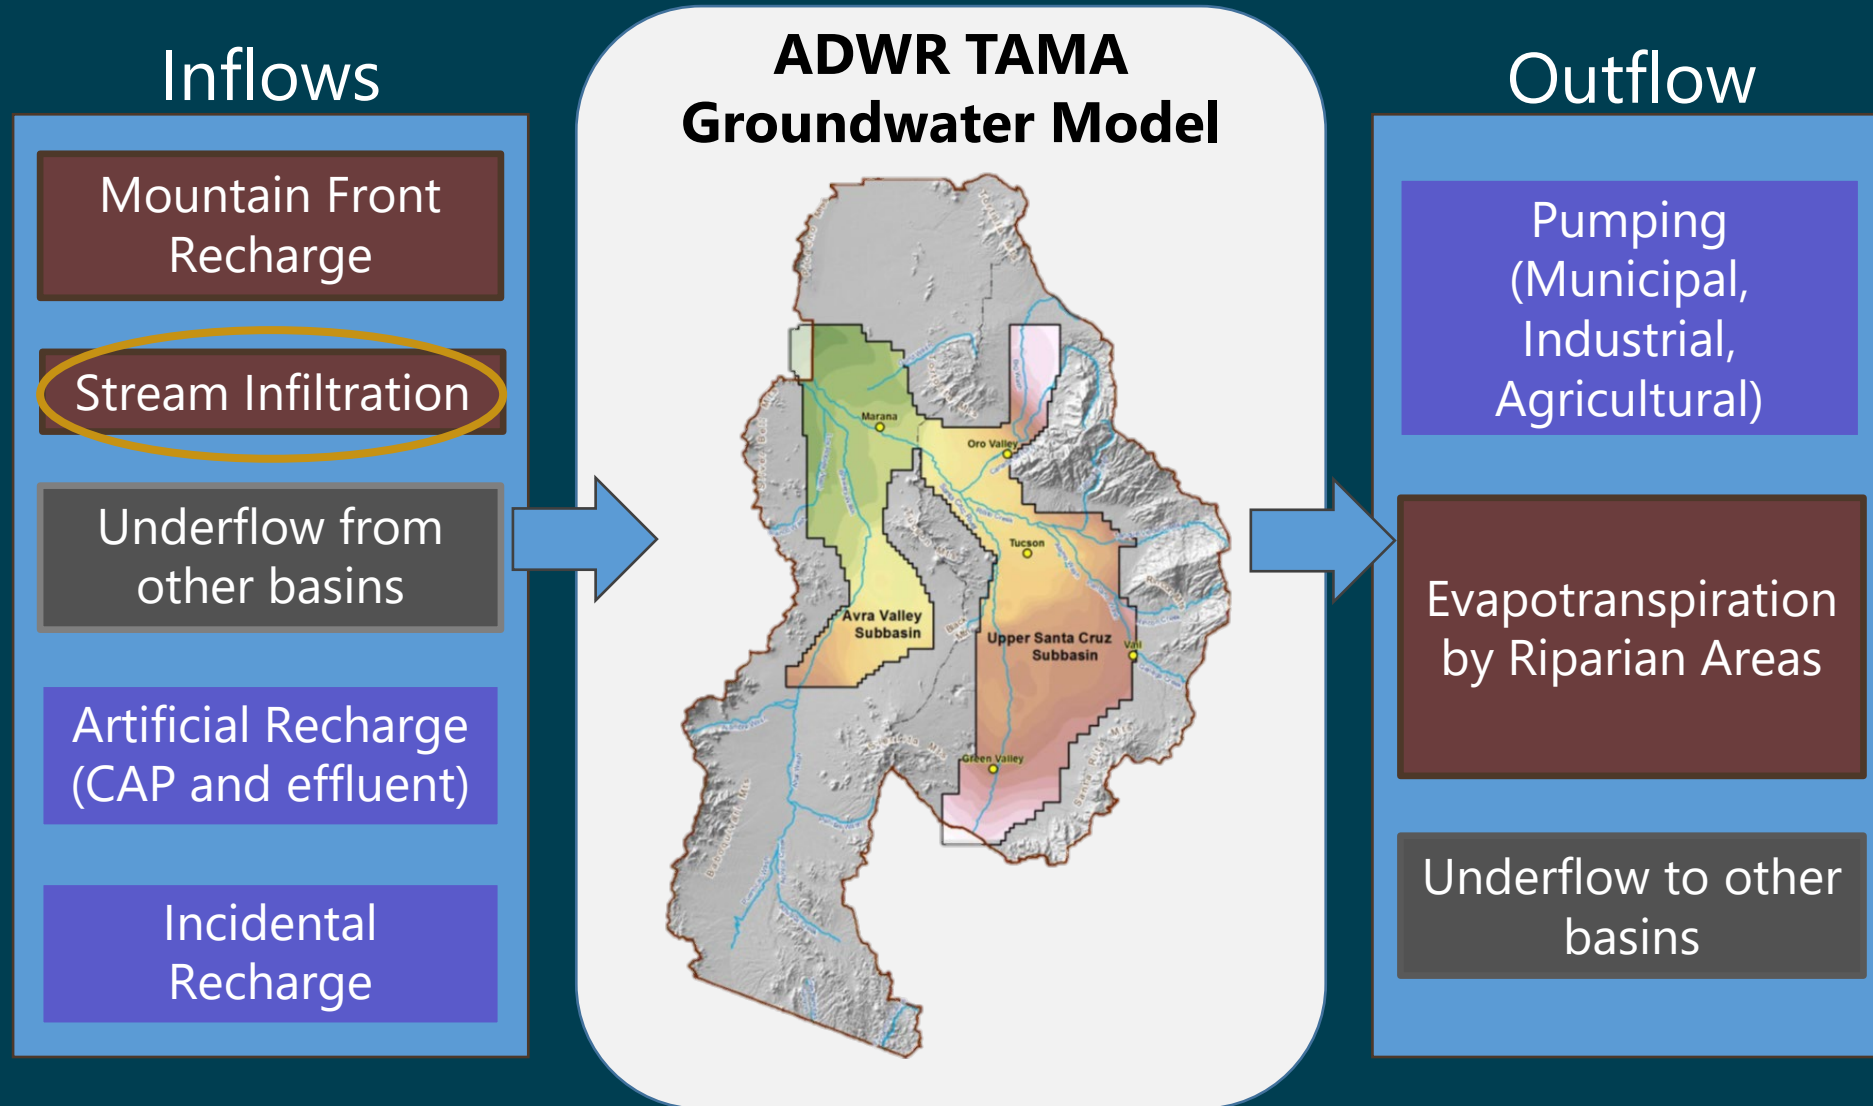 Inflows
Mountain Front
Recharge
Stream Infiltration
Underflow from
other basins
Artificial Recharge
(CAP and effluent)
Incidental
Recharge
ADWR TAMA
Groundwater Model
Marana
Oro Valley
Tucson
Avra Valley
Subbasin
Upper Santa Cruz
Subbasin
Vail
Green Valley
Outflow
Pumping
(Municipal,
Industrial,
Agricultural)
Evapotranspiration
by Riparian Areas
Underflow to other
basins